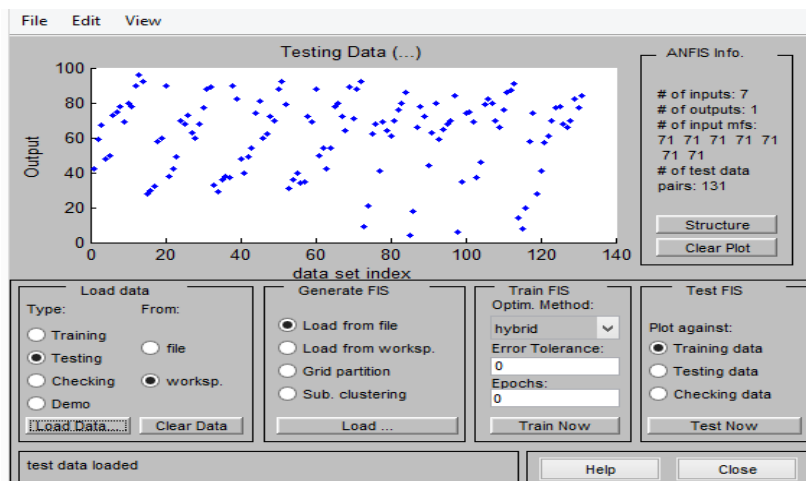 File Edit View
Testing Data (...)
100
80
60
40
20
0
Output
0 20 40 60 80 100 120 140
data set index
ANFIS Info.
# of inputs: 7
# of outputs: 1
# of input mfs:
71 71 71 71 71
71 71
# of test data
pairs: 131
Structure
Clear Plot
Load data
Type: From:
Training
Testing
Checking
Demo
file
worksp.
Load Data... Clear Data
Generate FIS
Load from file
Load from worksp.
Grid partition
Sub. clustering
Load ...
Train FIS
Optim. Method:
hybrid
Error Tolerance:
0
Epochs:
0
Train Now
Test FIS
Plot against:
Training data
Testing data
Checking data
Test Now
test data loaded
Help Close